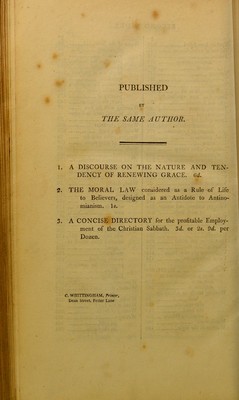 PUBLISHED
BY
THE SAME AUTHOR.
1. A DISCOURSE ON THE NATURE AND TEN-
DENCY OF RENEWING GRACE. 6d.
2. THE MORAL LAW considered as a Rule of Life
to Believers, designed as an Antidote to Antino-
mianism. 1s.
3. A CONCISE DIRECTORY for the profitable Employ-
ment of the Christian Sabbath. 3d. or 2s. 9d. per
Dozen.
C. WHITTINGHAM, Printer,
Dean Street, Fetter Lane